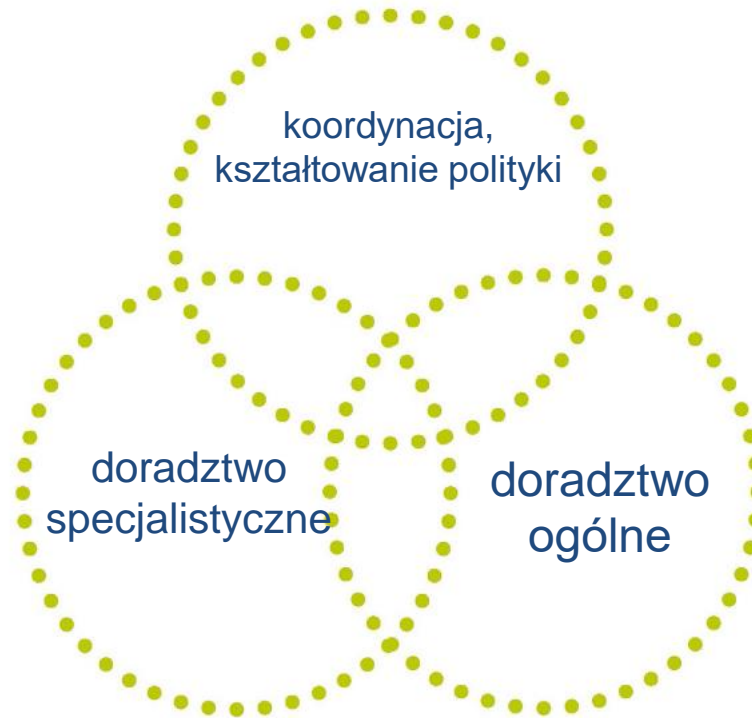 koordynacja,
kształtowanie polityki
doradztwo
specjalistyczne
doradztwo
ogólne